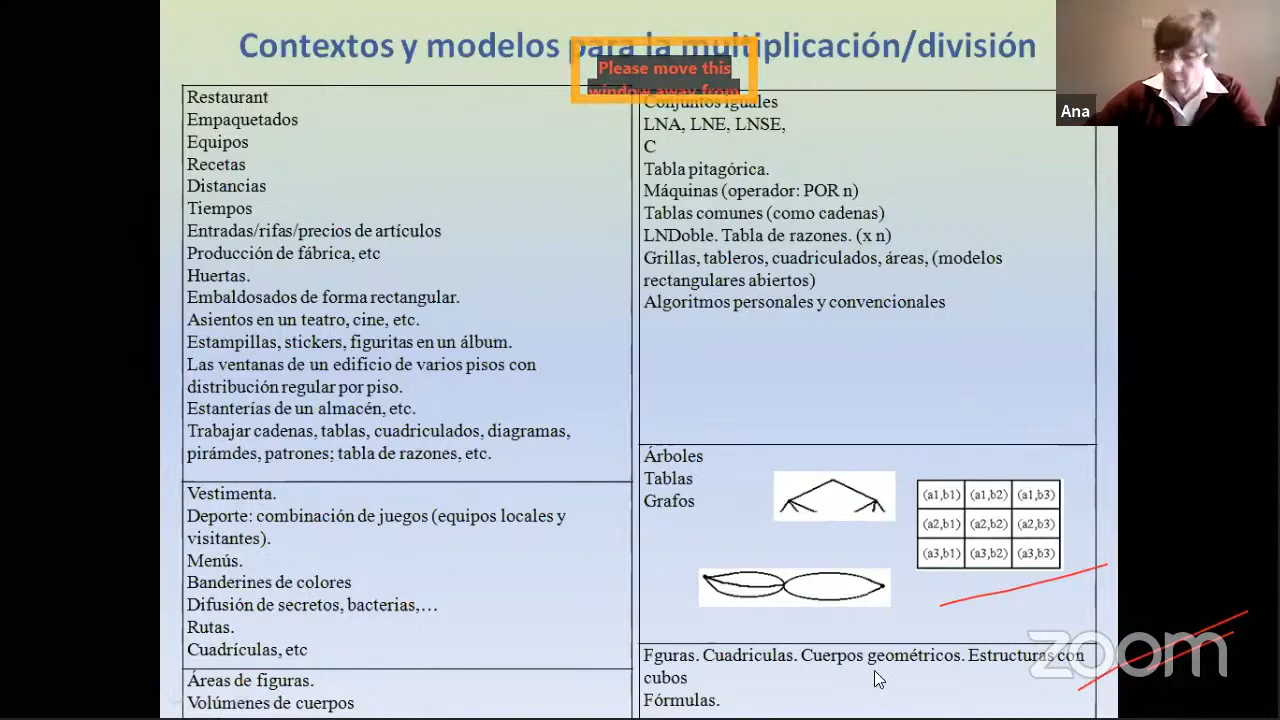 Contextos y modelos para la multiplicación/división
Please move this
window away from
Ana
Restaurant
Empaquetados
Equipos
Recetas
Distancias
Tiempos
Entradas/rifas/precios de artículos
Producción de fábrica, etc
Huertas.
Embaldosados de forma rectangular.
Asientos en un teatro, cine, etc.
Estampillas, stickers, figuritas en un álbum.
Las ventanas de un edificio de varios pisos con
distribución regular por piso.
Estanterías de un almacén, etc.
Trabajar cadenas, tablas, cuadriculados, diagramas,
pirámdes, patrones; tabla de razones, etc.
Conjuntos iguales
LNA, LNE, LNSE,
C
Tabla pitagórica.
Máquinas (operador: POR n)
Tablas comunes (como cadenas)
LNDoble. Tabla de razones. (x n)
Grillas, tableros, cuadriculados, áreas, (modelos
rectangulares abiertos)
Algoritmos personales y convencionales
Vestimenta.
Deporte: combinación de juegos (equipos locales y
visitantes).
Menús.
Banderines de colores
Difusión de secretos, bacterias,…
Rutas.
Cuadrículas, etc
Árboles
Tablas
Grafos
(a1,b1) (a1,b2) (a1,b3)
(a2,b1) (a2,b2) (a2,b3)
(a3,b1) (a3,b2) (a3,b3)
Áreas de figuras.
Volúmenes de cuerpos
Fguras. Cuadriculas. Cuerpos geométricos. Estructuras con
cubos
Fórmulas.
zoom